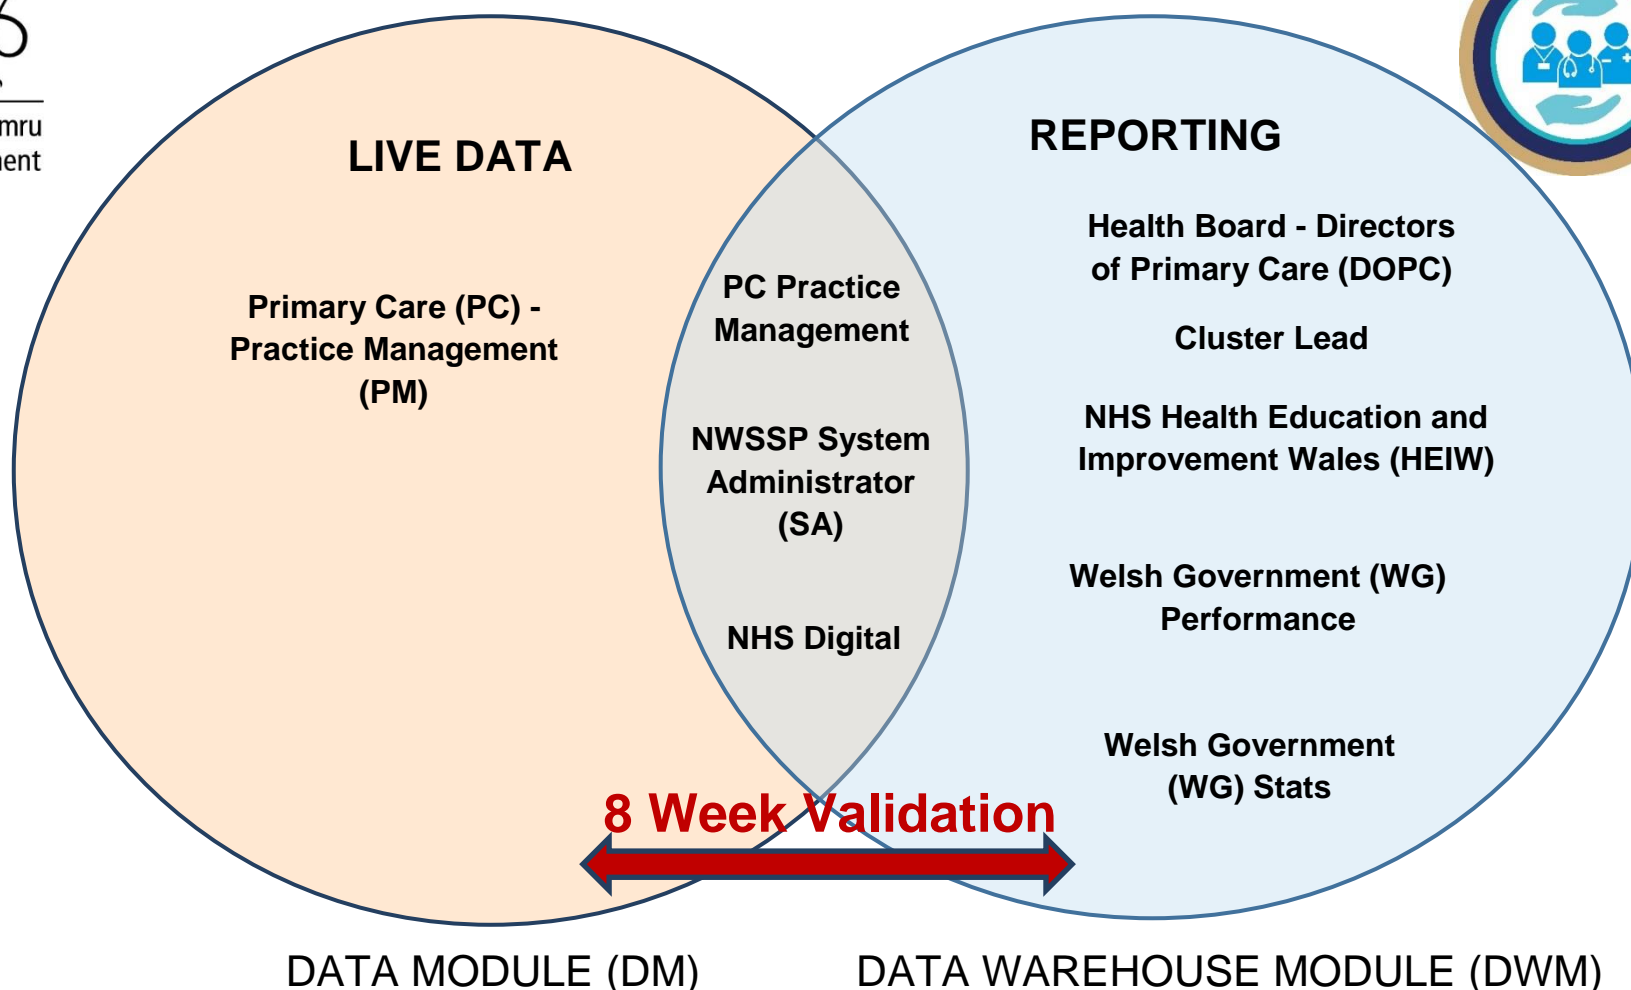 mru
ent
LIVE DATA
REPORTING
Primary Care (PC) -
Practice Management
(PM)
PC Practice
Management
NWSSP System
Administrator
(SA)
NHS Digital
Health Board - Directors
of Primary Care (DOPC)
Cluster Lead
NHS Health Education and
Improvement Wales (HEIW)
Welsh Government (WG)
Performance
Welsh Government
(WG) Stats
8 Week Validation
DATA MODULE (DM)
DATA WAREHOUSE MODULE (DWM)